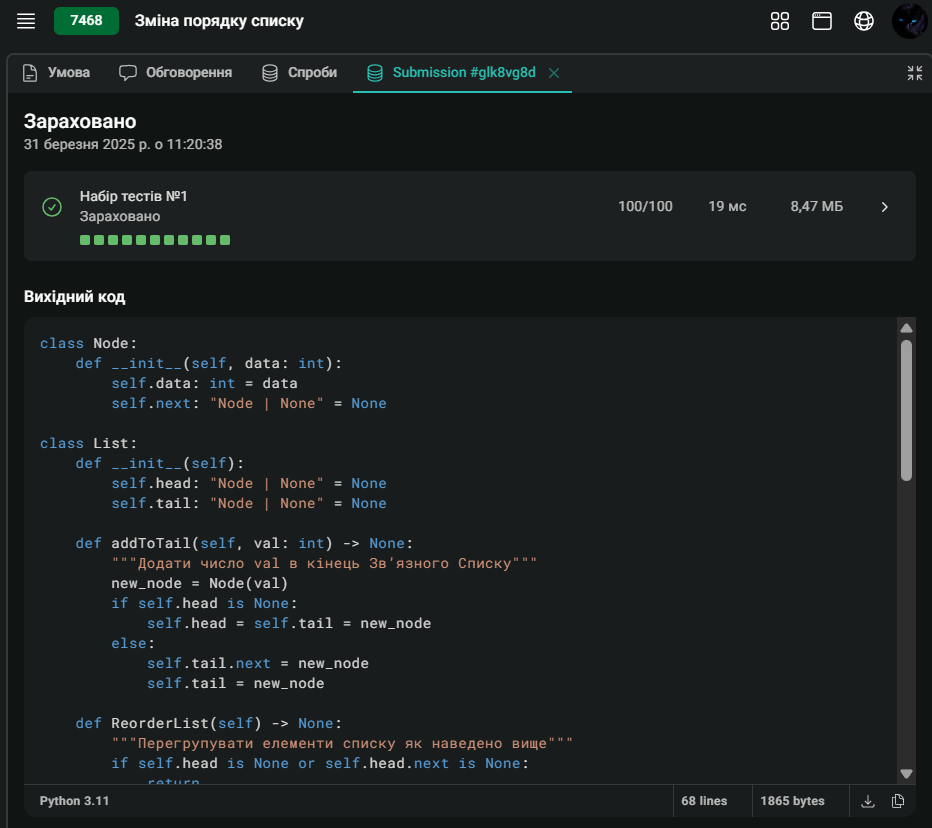 7468 Зміна порядку списку
Умова Обговорення Спроби Submission #glk8vg8d
Зараховано
31 березня 2025 р. о 11:20:38
Набір тестів №1
Зараховано
100/100 19 мс 8,47 МБ
Вихідний код
class Node:
    def __init__(self, data: int):
        self.data: int = data
        self.next: "Node | None" = None
class List:
    def __init__(self):
        self.head: "Node | None" = None
        self.tail: "Node | None" = None
    def addToTail(self, val: int) -> None:
        """Додати число val в кінець Зв’язного Списку"""
        new_node = Node(val)
        if self.head is None:
            self.head = self.tail = new_node
        else:
            self.tail.next = new_node
            self.tail = new_node
    def ReorderList(self) -> None:
        """Перегрупувати елементи списку як наведено вище"""
        if self.head is None or self.head.next is None:
            return
Python 3.11 68 lines 1865 bytes